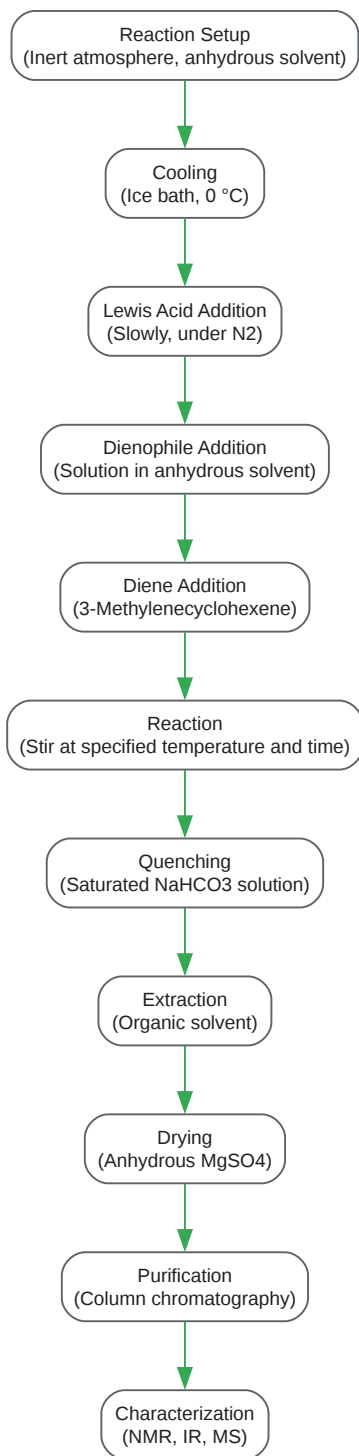 Reaction Setup
(Inert atmosphere, anhydrous solvent)
Cooling
(Ice bath, 0 °C)
Lewis Acid Addition
(Slowly, under N2)
Dienophile Addition
(Solution in anhydrous solvent)
Diene Addition
(3-Methylenecyclohexene)
Reaction
(Stir at specified temperature and time)
Quenching
(Saturated NaHCO3 solution)
Extraction
(Organic solvent)
Drying
(Anhydrous MgSO4)
Purification
(Column chromatography)
Characterization
(NMR, IR, MS)